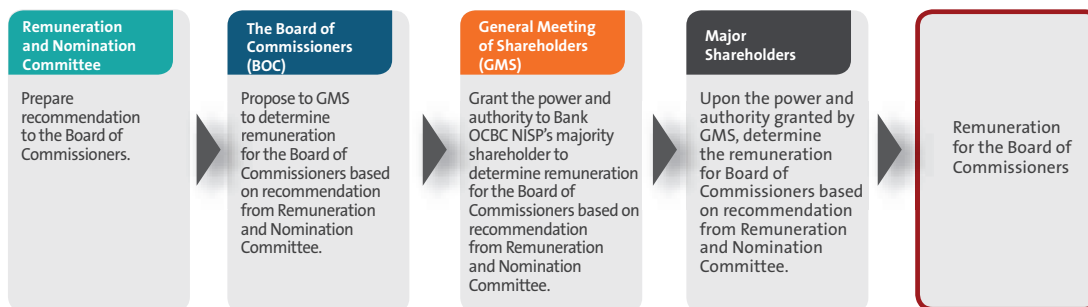 Remuneration
and Nomination
Committee
Prepare
recommendation
to the Board of
Commissioners.
The Board of
Commissioners
(BOC)
Propose to GMS
to determine
remuneration
for the Board of
Commissioners based
on recommendation
from Remuneration
and Nomination
Committee.
General Meeting
of Shareholders
(GMS)
Grant the power and
authority to Bank
OCBC NISP’s majority
shareholder to
determine remuneration
for the Board of
Commissioners based on
recommendation
from Remuneration
and Nomination
Committee.
Major
Shareholders
Upon the power and
authority granted by
GMS, determine
the remuneration
for Board of
Commissioners based
on recommendation
from Remuneration
and Nomination
Committee.
Remuneration
for the Board of
Commissioners